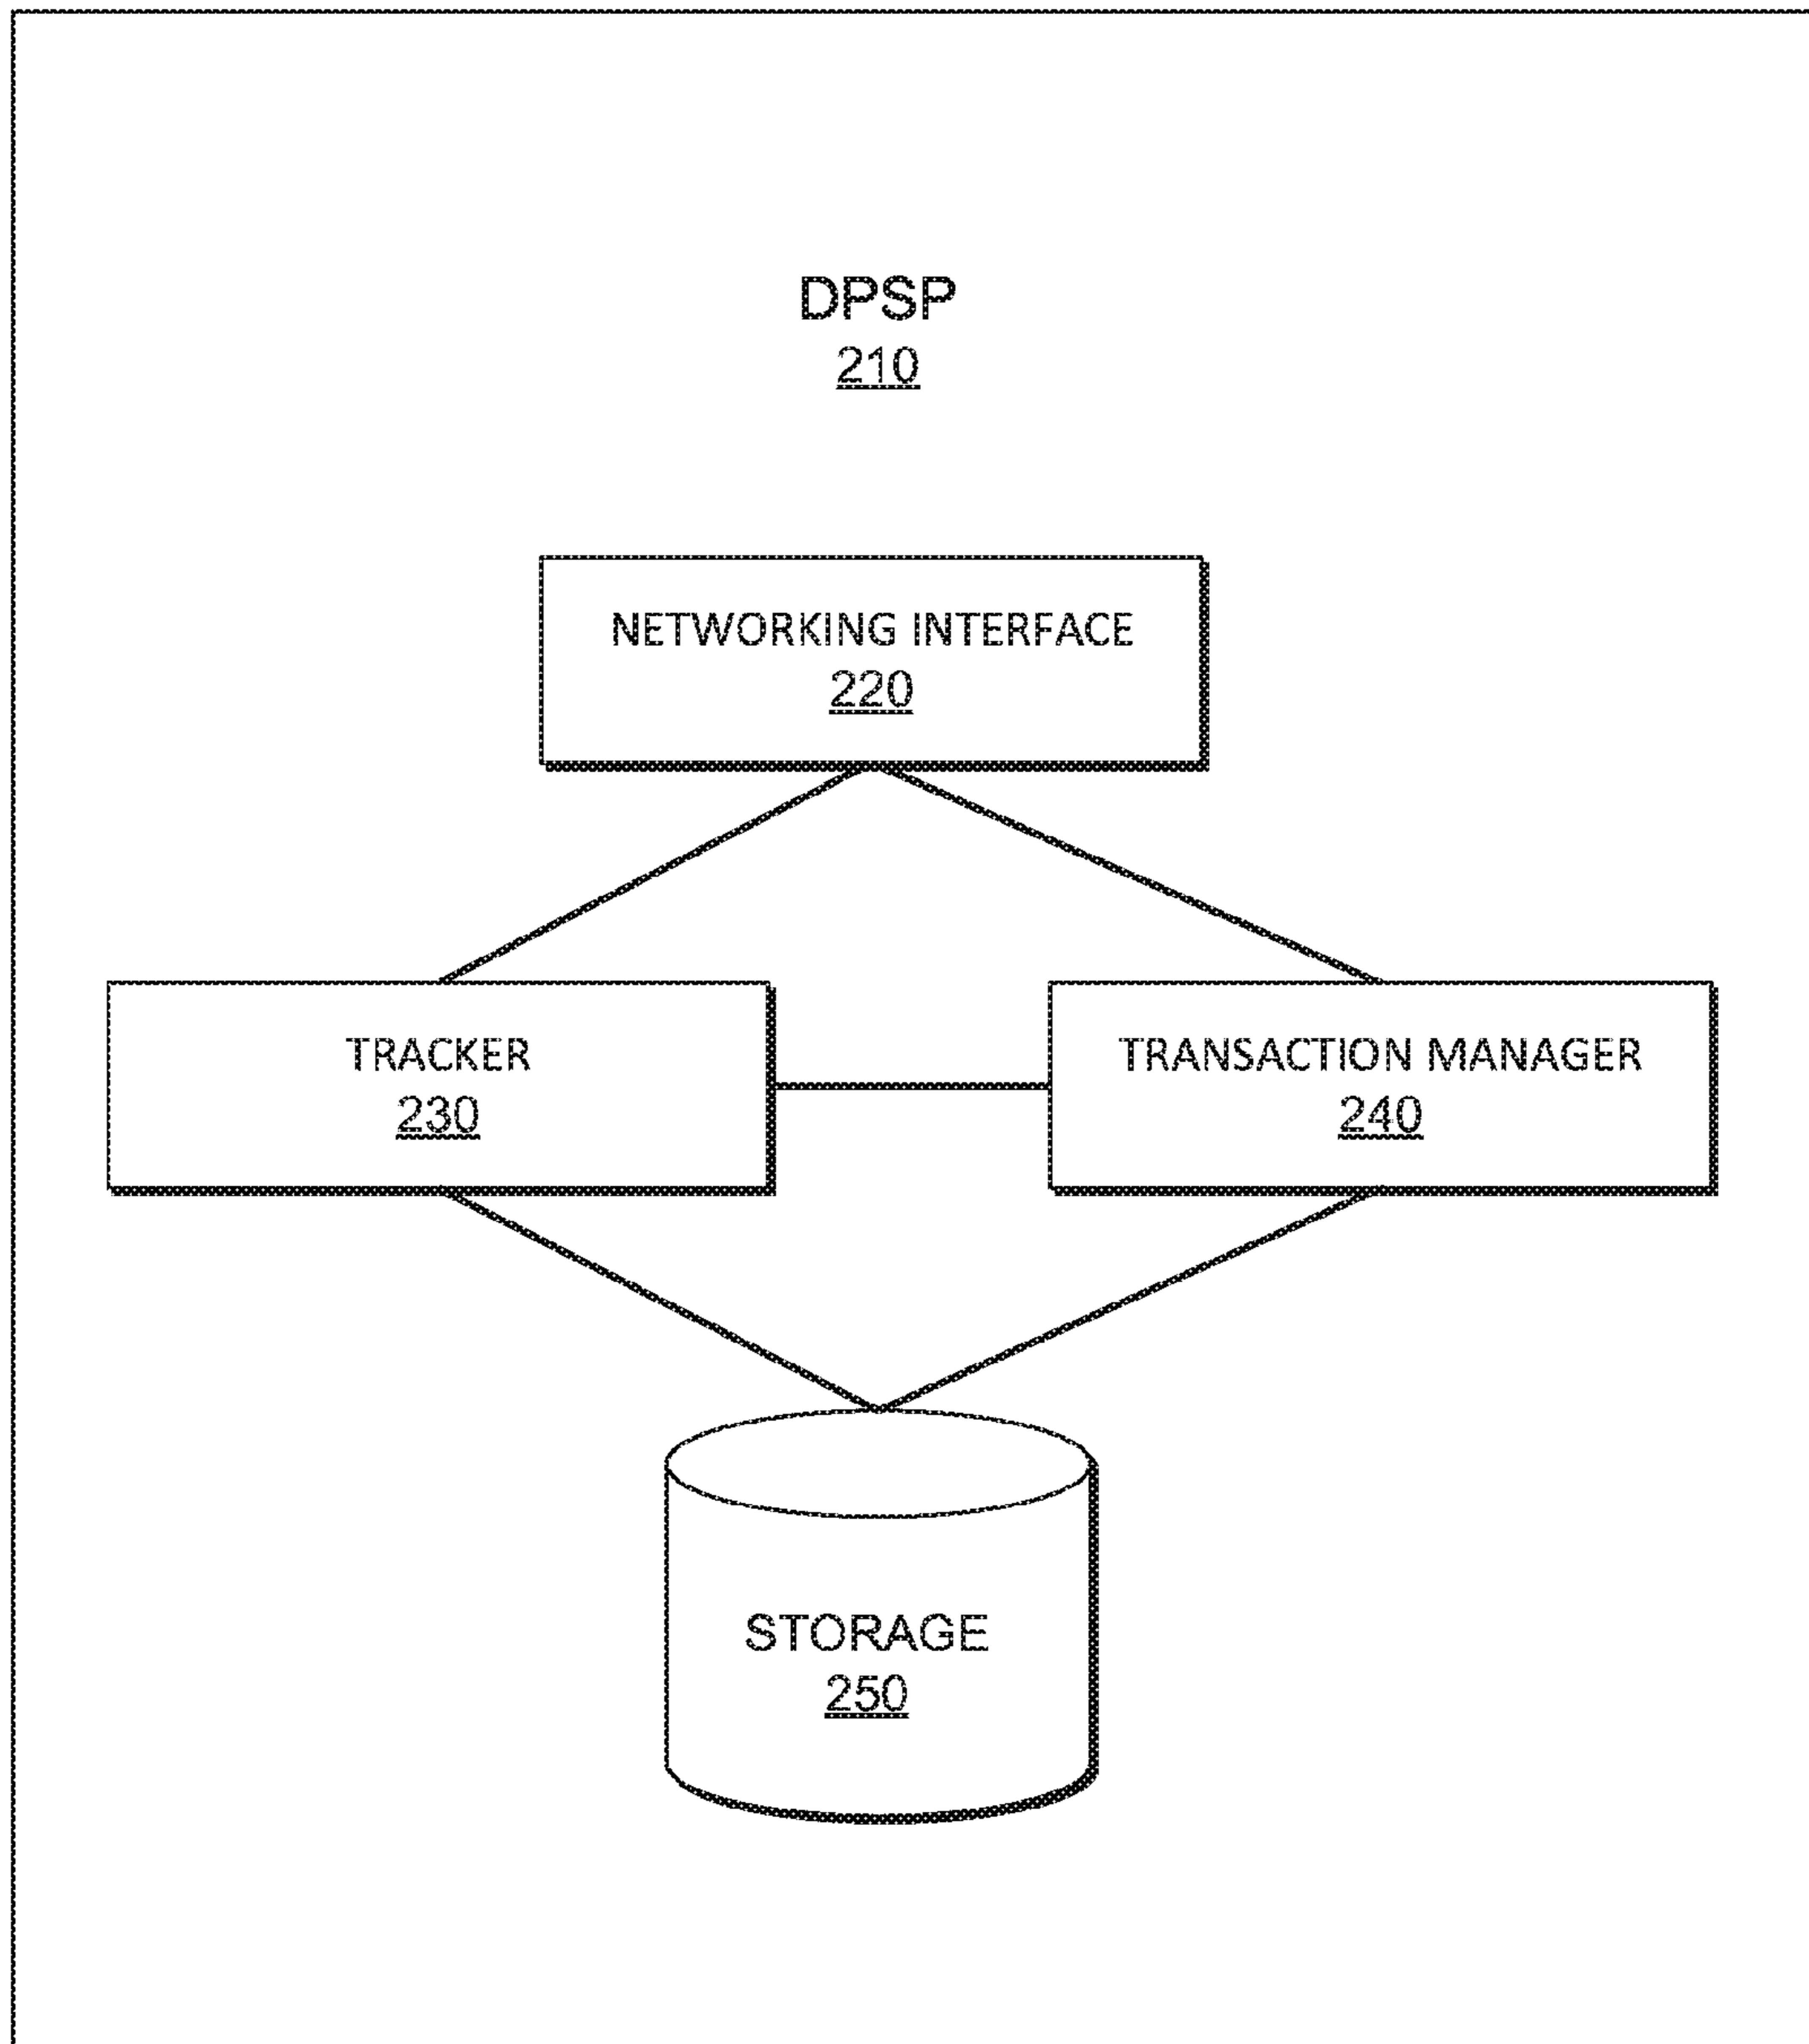 DPSP
210
NETWORKING INTERFACE
220
TRACKER
230
TRANSACTION MANAGER
240
STORAGE
250